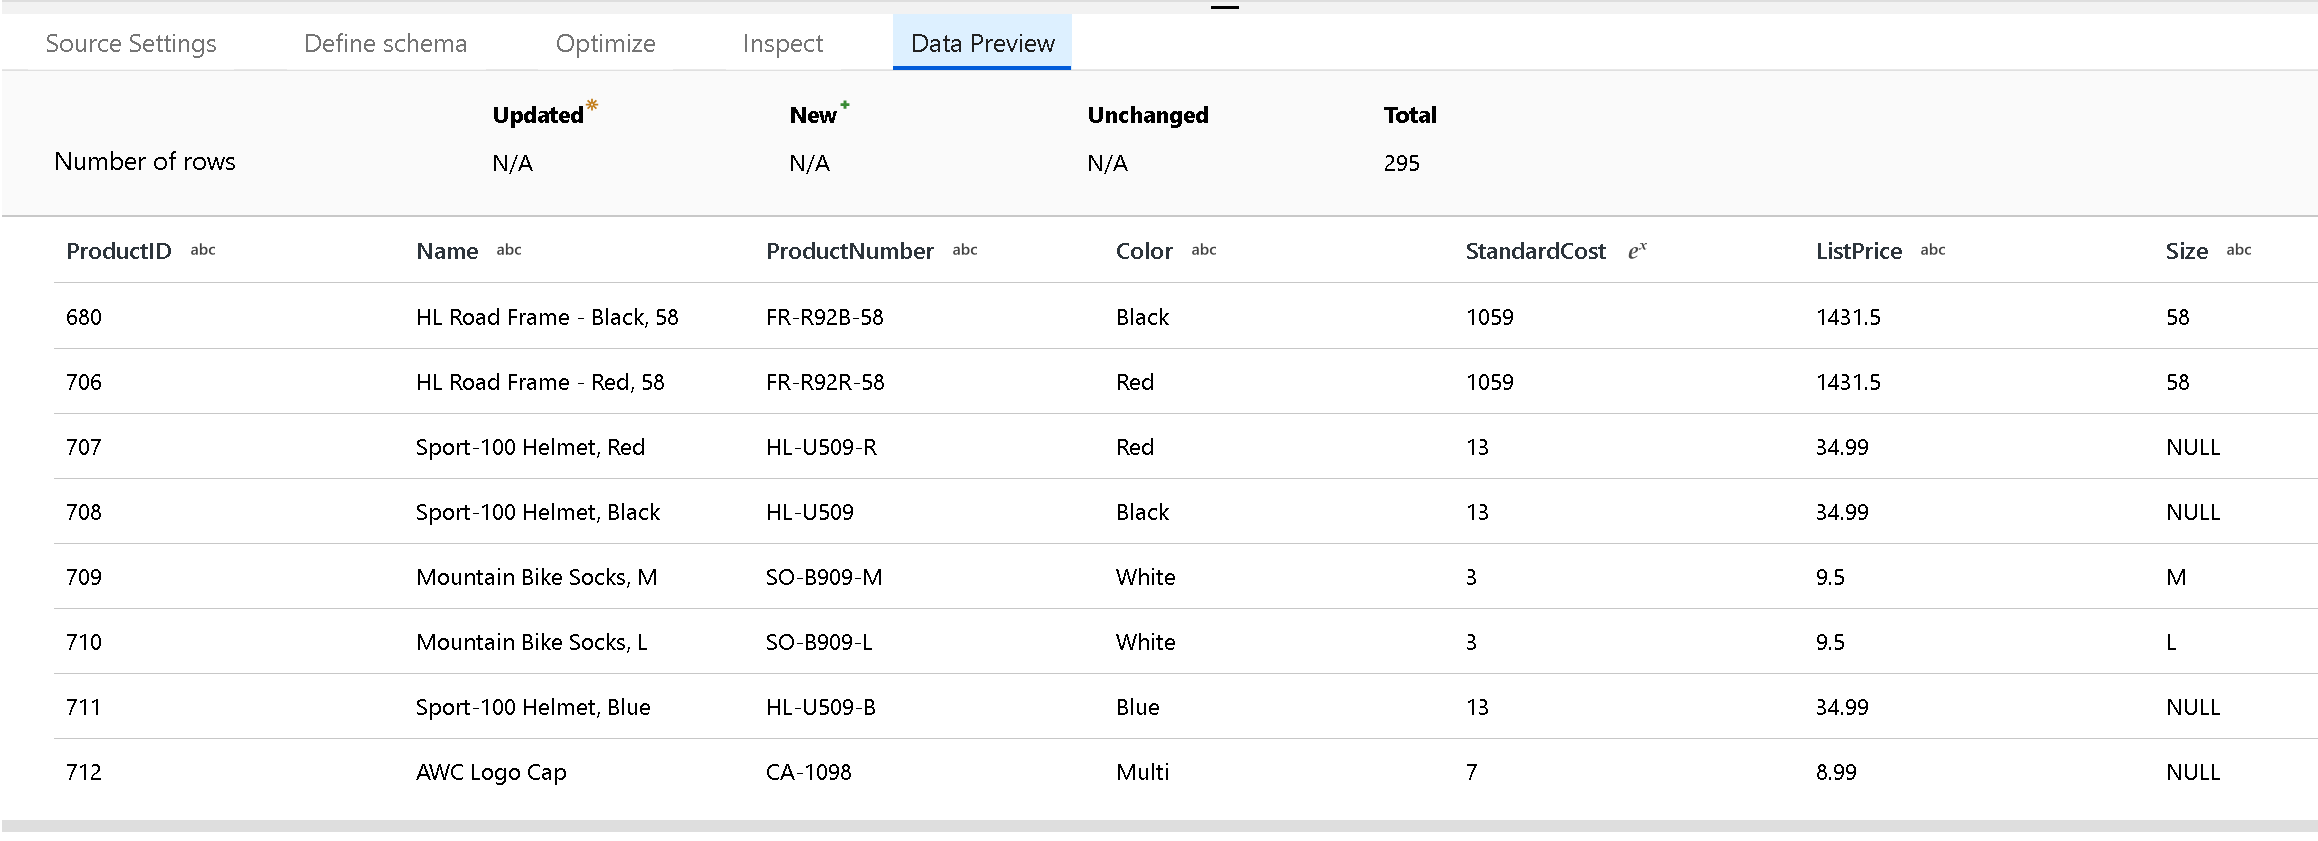 Source Settings Define schema Optimize Inspect Data Preview
Updated* New+ Unchanged Total
Number of rows N/A N/A N/A 295
ProductID abc Name abc ProductNumber abc Color abc StandardCost eˣ ListPrice abc Size abc
680 HL Road Frame - Black, 58 FR-R92B-58 Black 1059 1431.5 58
706 HL Road Frame - Red, 58 FR-R92R-58 Red 1059 1431.5 58
707 Sport-100 Helmet, Red HL-U509-R Red 13 34.99 NULL
708 Sport-100 Helmet, Black HL-U509 Black 13 34.99 NULL
709 Mountain Bike Socks, M SO-B909-M White 3 9.5 M
710 Mountain Bike Socks, L SO-B909-L White 3 9.5 L
711 Sport-100 Helmet, Blue HL-U509-B Blue 13 34.99 NULL
712 AWC Logo Cap CA-1098 Multi 7 8.99 NULL